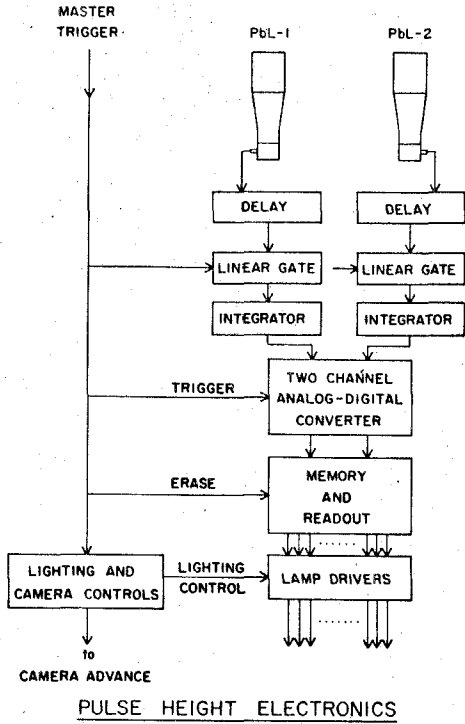 MASTER
TRIGGER
PbL-1
PbL-2
DELAY
DELAY
LINEAR GATE
LINEAR GATE
INTEGRATOR
INTEGRATOR
TRIGGER
TWO CHANNEL
ANALOG-DIGITAL
CONVERTER
ERASE
MEMORY
AND
READOUT
LIGHTING AND
CAMERA CONTROLS
LIGHTING
CONTROL
LAMP DRIVERS
to
CAMERA ADVANCE
PULSE HEIGHT ELECTRONICS